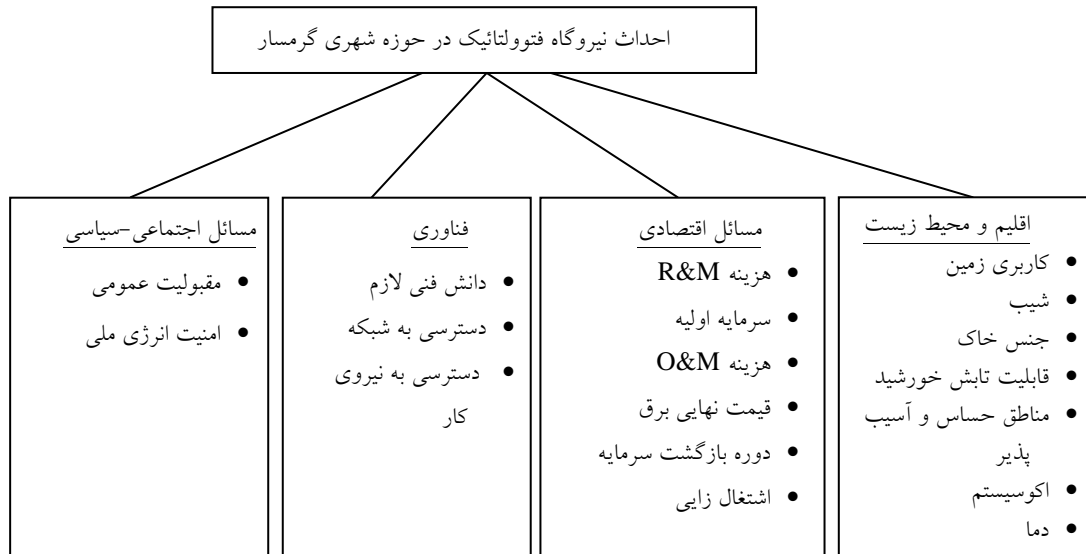 احداث نیروگاه فتوولتائیک در حوزه شهری گرمسار
اقلیم و محیط زیست
• کاربری زمین
• شیب
• جنس خاک
• قابلیت تابش خورشید
• مناطق حساس و آسیب
پذیر
• اکوسیستم
• دما
مسائل اقتصادی
• هزینه R&M
• سرمایه اولیه
• هزینه O&M
• قیمت نهایی برق
• دوره بازگشت سرمایه
• اشتغال زایی
فناوری
• دانش فنی لازم
• دسترسی به شبکه
• دسترسی به نیروی
کار
مسائل اجتماعی-سیاسی
• مقبولیت عمومی
• امنیت انرژی ملی